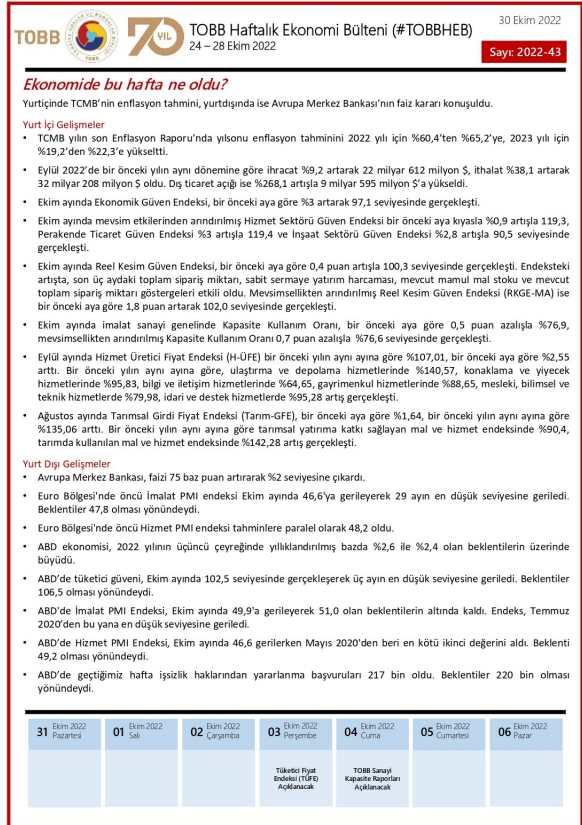 TOBB
70 YIL
TOBB Haftalık Ekonomi Bülteni (#TOBBHEB)
24 – 28 Ekim 2022
30 Ekim 2022
Sayı: 2022-43
Ekonomide bu hafta ne oldu?
Yurtiçinde TCMB'nin enflasyon tahmini, yurtdışında ise Avrupa Merkez Bankası'nın faiz kararı konuşuldu.
Yurt İçi Gelişmeler
• TCMB yılın son Enflasyon Raporu'nda yılsonu enflasyon tahminini 2022 yılı için %60,4'ten %65,2'ye, 2023 yılı için
%19,2'den %22,3'e yükseltti.
• Eylül 2022'de bir önceki yılın aynı dönemine göre ihracat %9,2 artarak 22 milyar 612 milyon $, ithalat %38,1 artarak
32 milyar 208 milyon $ oldu. Dış ticaret açığı ise %268,1 artışla 9 milyar 595 milyon $'a yükseldi.
• Ekim ayında Ekonomik Güven Endeksi, bir önceki aya göre %3 artarak 97,1 seviyesinde gerçekleşti.
• Ekim ayında mevsim etkilerinden arındırılmış Hizmet Sektörü Güven Endeksi bir önceki aya kıyasla %0,9 artışla 119,3,
Perakende Ticaret Güven Endeksi %3 artışla 119,4 ve İnşaat Sektörü Güven Endeksi %2,8 artışla 90,5 seviyesinde
gerçekleşti.
• Ekim ayında Reel Kesim Güven Endeksi, bir önceki aya göre 0,4 puan artışla 100,3 seviyesinde gerçekleşti. Endeksteki
artışta, son üç aydaki toplam sipariş miktarı, sabit sermaye yatırım harcaması, mevcut mamul mal stoku ve mevcut
toplam sipariş miktarı göstergeleri etkili oldu. Mevsimsellikten arındırılmış Reel Kesim Güven Endeksi (RKGE-MA) ise
bir önceki aya göre 1,8 puan artarak 102,0 seviyesinde gerçekleşti.
• Ekim ayında imalat sanayi genelinde Kapasite Kullanım Oranı, bir önceki aya göre 0,5 puan azalışla %76,9,
mevsimsellikten arındırılmış Kapasite Kullanım Oranı 0,7 puan azalışla %76,6 seviyesinde gerçekleşti.
• Eylül ayında Hizmet Üretici Fiyat Endeksi (H-ÜFE) bir önceki yılın aynı ayına göre %107,01, bir önceki aya göre %2,55
arttı. Bir önceki yılın aynı ayına göre, ulaştırma ve depolama hizmetlerinde %140,57, konaklama ve yiyecek
hizmetlerinde %95,83, bilgi ve iletişim hizmetlerinde %64,65, gayrimenkul hizmetlerinde %88,65, mesleki, bilimsel ve
teknik hizmetlerde %79,98, idari ve destek hizmetlerde %95,28 artış gerçekleşti.
• Ağustos ayında Tarımsal Girdi Fiyat Endeksi (Tarım-GFE), bir önceki aya göre %1,64, bir önceki yılın aynı ayına göre
%135,06 arttı. Bir önceki yılın aynı ayına göre tarımsal yatırıma katkı sağlayan mal ve hizmet endeksinde %90,4,
tarımda kullanılan mal ve hizmet endeksinde %142,28 artış gerçekleşti.
Yurt Dışı Gelişmeler
• Avrupa Merkez Bankası, faizi 75 baz puan artırarak %2 seviyesine çıkardı.
• Euro Bölgesi'nde öncü İmalat PMI endeksi Ekim ayında 46,6'ya gerileyerek 29 ayın en düşük seviyesine geriledi.
Beklentiler 47,8 olması yönündeydi.
• Euro Bölgesi'nde öncü Hizmet PMI endeksi tahminlere paralel olarak 48,2 oldu.
• ABD ekonomisi, 2022 yılının üçüncü çeyreğinde yıllıklandırılmış bazda %2,6 ile %2,4 olan beklentilerin üzerinde
büyüdü.
• ABD'de tüketici güveni, Ekim ayında 102,5 seviyesinde gerçekleşerek üç ayın en düşük seviyesine geriledi. Beklentiler
106,5 olması yönündeydi.
• ABD'de İmalat PMI Endeksi, Ekim ayında 49,9'a gerileyerek 51,0 olan beklentilerin altında kaldı. Endeks, Temmuz
2020'den bu yana en düşük seviyesine geriledi.
• ABD'de Hizmet PMI Endeksi, Ekim ayında 46,6 gerilerken Mayıs 2020'den beri en kötü ikinci değerini aldı. Beklenti
49,2 olması yönündeydi.
• ABD'de geçtiğimiz hafta işsizlik haklarından yararlanma başvuruları 217 bin oldu. Beklentiler 220 bin olması
yönündeydi.
31 Ekim 2022 Pazartesi
01 Ekim 2022 Salı
02 Ekim 2022 Çarşamba
03 Ekim 2022 Perşembe
04 Ekim 2022 Cuma
05 Ekim 2022 Cumartesi
06 Ekim 2022 Pazar
Tüketici Fiyat
Endeksi (TÜFE)
Açıklanacak
TOBB Sanayi
Kapasite Raporları
Açıklanacak